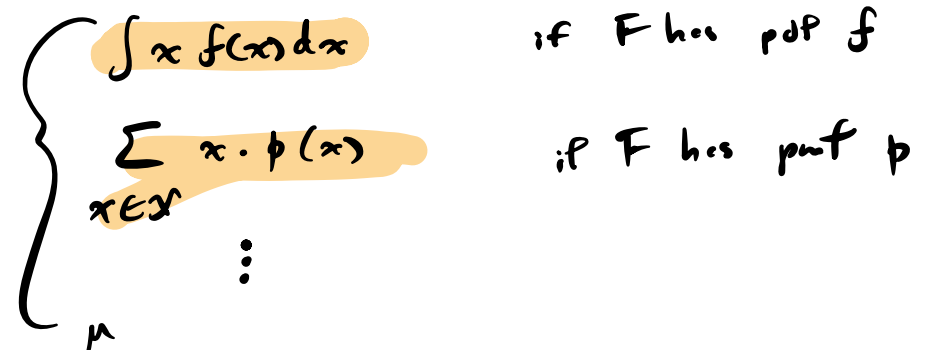 ∫ x f(x) dx if F has pdf f
∑ x · p(x) if F has pmf p
x∈X
⋮
μ